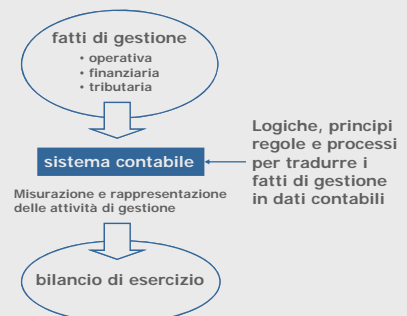 fatti di gestione
• operativa
• finanziaria
• tributaria
sistema contabile
Logiche, principi
regole e processi
per tradurre i
fatti di gestione
in dati contabili
Misurazione e rappresentazione
delle attività di gestione
bilancio di esercizio